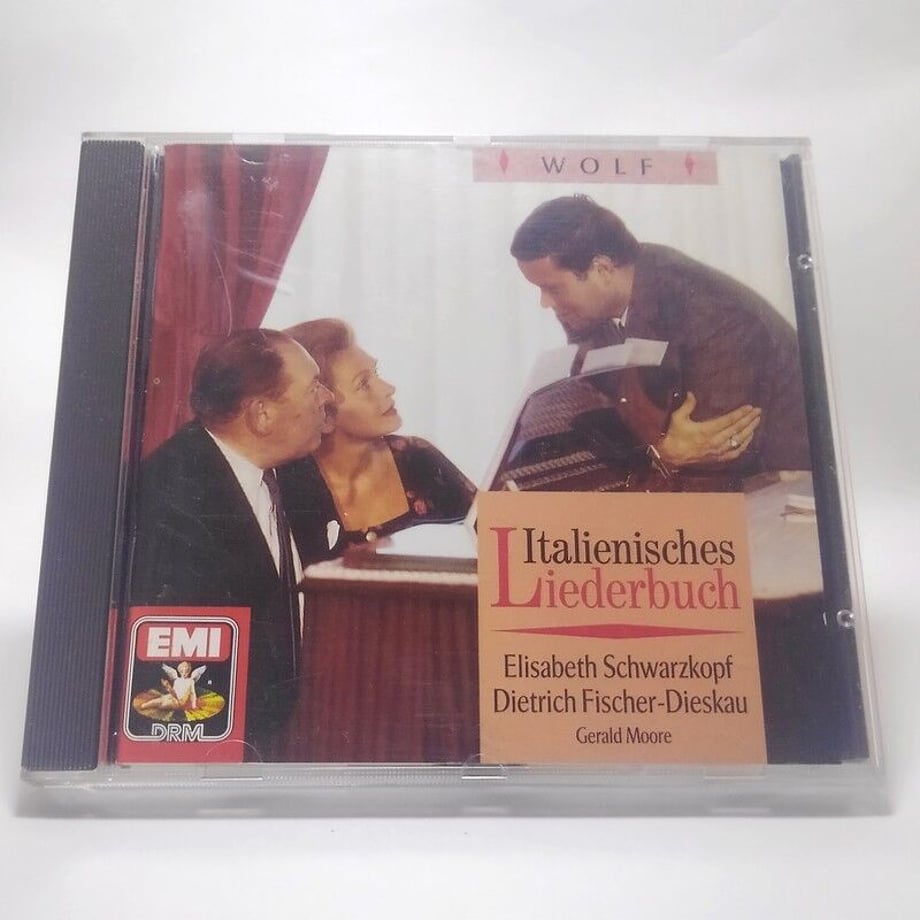 WOLF
Italienisches
Liederbuch
Elisabeth Schwarzkopf
Dietrich Fischer-Dieskau
Gerald Moore
EMI
DRM